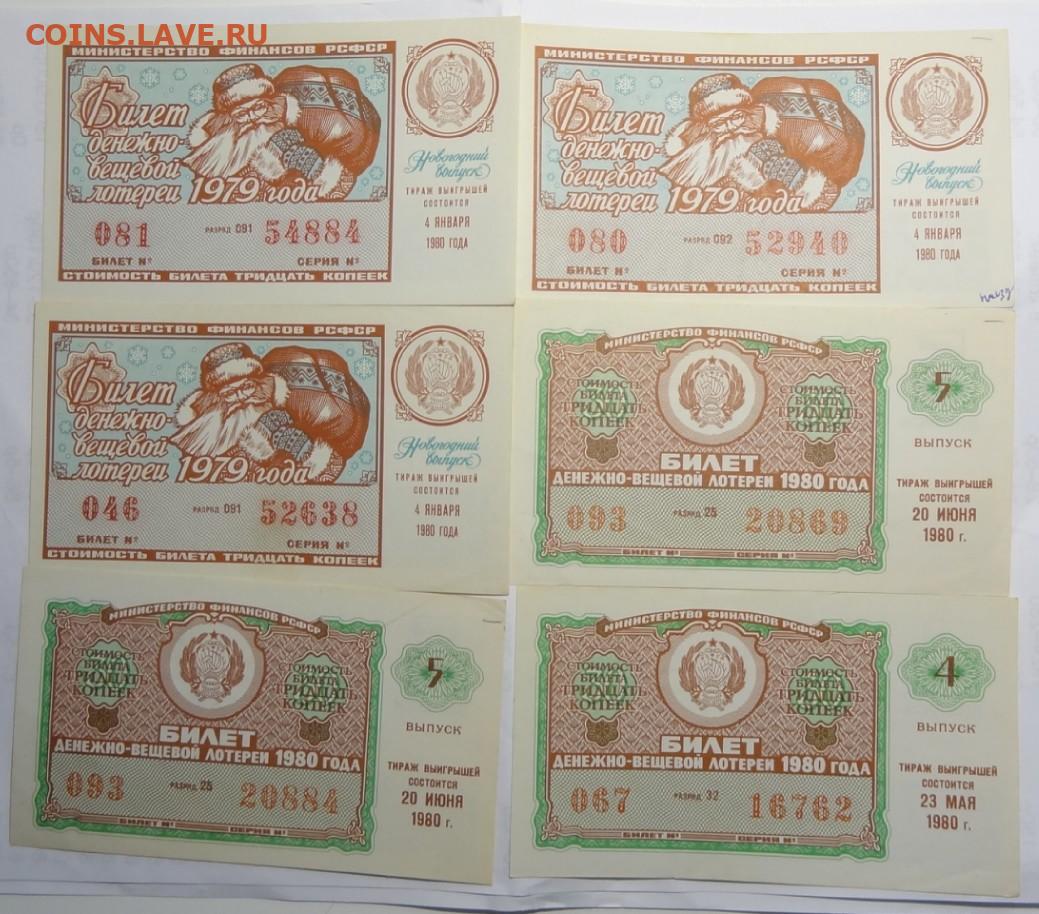 COINS.LAVE.RU
МИНИСТЕРСТВО ФИНАНСОВ РСФСР
Билет
денежно-
вещевой
лотереи 1979 года
081 РАЗРЯД 091 54884
БИЛЕТ № СЕРИЯ №
СТОИМОСТЬ БИЛЕТА ТРИДЦАТЬ КОПЕЕК
Новогодний
выпуск
ТИРАЖ ВЫИГРЫШЕЙ
СОСТОИТСЯ
4 ЯНВАРЯ
1980 ГОДА
МИНИСТЕРСТВО ФИНАНСОВ РСФСР
Билет
денежно-
вещевой
лотереи 1979 года
080 РАЗРЯД 092 52940
БИЛЕТ № СЕРИЯ №
СТОИМОСТЬ БИЛЕТА ТРИДЦАТЬ КОПЕЕК
Новогодний
выпуск
ТИРАЖ ВЫИГРЫШЕЙ
СОСТОИТСЯ
4 ЯНВАРЯ
1980 ГОДА
МИНИСТЕРСТВО ФИНАНСОВ РСФСР
Билет
денежно-
вещевой
лотереи 1979 года
046 РАЗРЯД 091 52638
БИЛЕТ № СЕРИЯ №
СТОИМОСТЬ БИЛЕТА ТРИДЦАТЬ КОПЕЕК
Новогодний
выпуск
ТИРАЖ ВЫИГРЫШЕЙ
СОСТОИТСЯ
4 ЯНВАРЯ
1980 ГОДА
МИНИСТЕРСТВО ФИНАНСОВ РСФСР
СТОИМОСТЬ
БИЛЕТА
ТРИДЦАТЬ
КОПЕЕК
СТОИМОСТЬ
БИЛЕТА
ТРИДЦАТЬ
КОПЕЕК
БИЛЕТ
ДЕНЕЖНО-ВЕЩЕВОЙ ЛОТЕРЕИ 1980 ГОДА
093 РАЗРЯД 25 20869
БИЛЕТ № СЕРИЯ №
5
ВЫПУСК
ТИРАЖ ВЫИГРЫШЕЙ
СОСТОИТСЯ
20 ИЮНЯ
1980 г.
МИНИСТЕРСТВО ФИНАНСОВ РСФСР
СТОИМОСТЬ
БИЛЕТА
ТРИДЦАТЬ
КОПЕЕК
СТОИМОСТЬ
БИЛЕТА
ТРИДЦАТЬ
КОПЕЕК
БИЛЕТ
ДЕНЕЖНО-ВЕЩЕВОЙ ЛОТЕРЕИ 1980 ГОДА
093 РАЗРЯД 25 20884
БИЛЕТ № СЕРИЯ №
5
ВЫПУСК
ТИРАЖ ВЫИГРЫШЕЙ
СОСТОИТСЯ
20 ИЮНЯ
1980 г.
МИНИСТЕРСТВО ФИНАНСОВ РСФСР
СТОИМОСТЬ
БИЛЕТА
ТРИДЦАТЬ
КОПЕЕК
СТОИМОСТЬ
БИЛЕТА
ТРИДЦАТЬ
КОПЕЕК
БИЛЕТ
ДЕНЕЖНО-ВЕЩЕВОЙ ЛОТЕРЕИ 1980 ГОДА
067 РАЗРЯД 32 16762
БИЛЕТ № СЕРИЯ №
4
ВЫПУСК
ТИРАЖ ВЫИГРЫШЕЙ
СОСТОИТСЯ
23 МАЯ
1980 г.